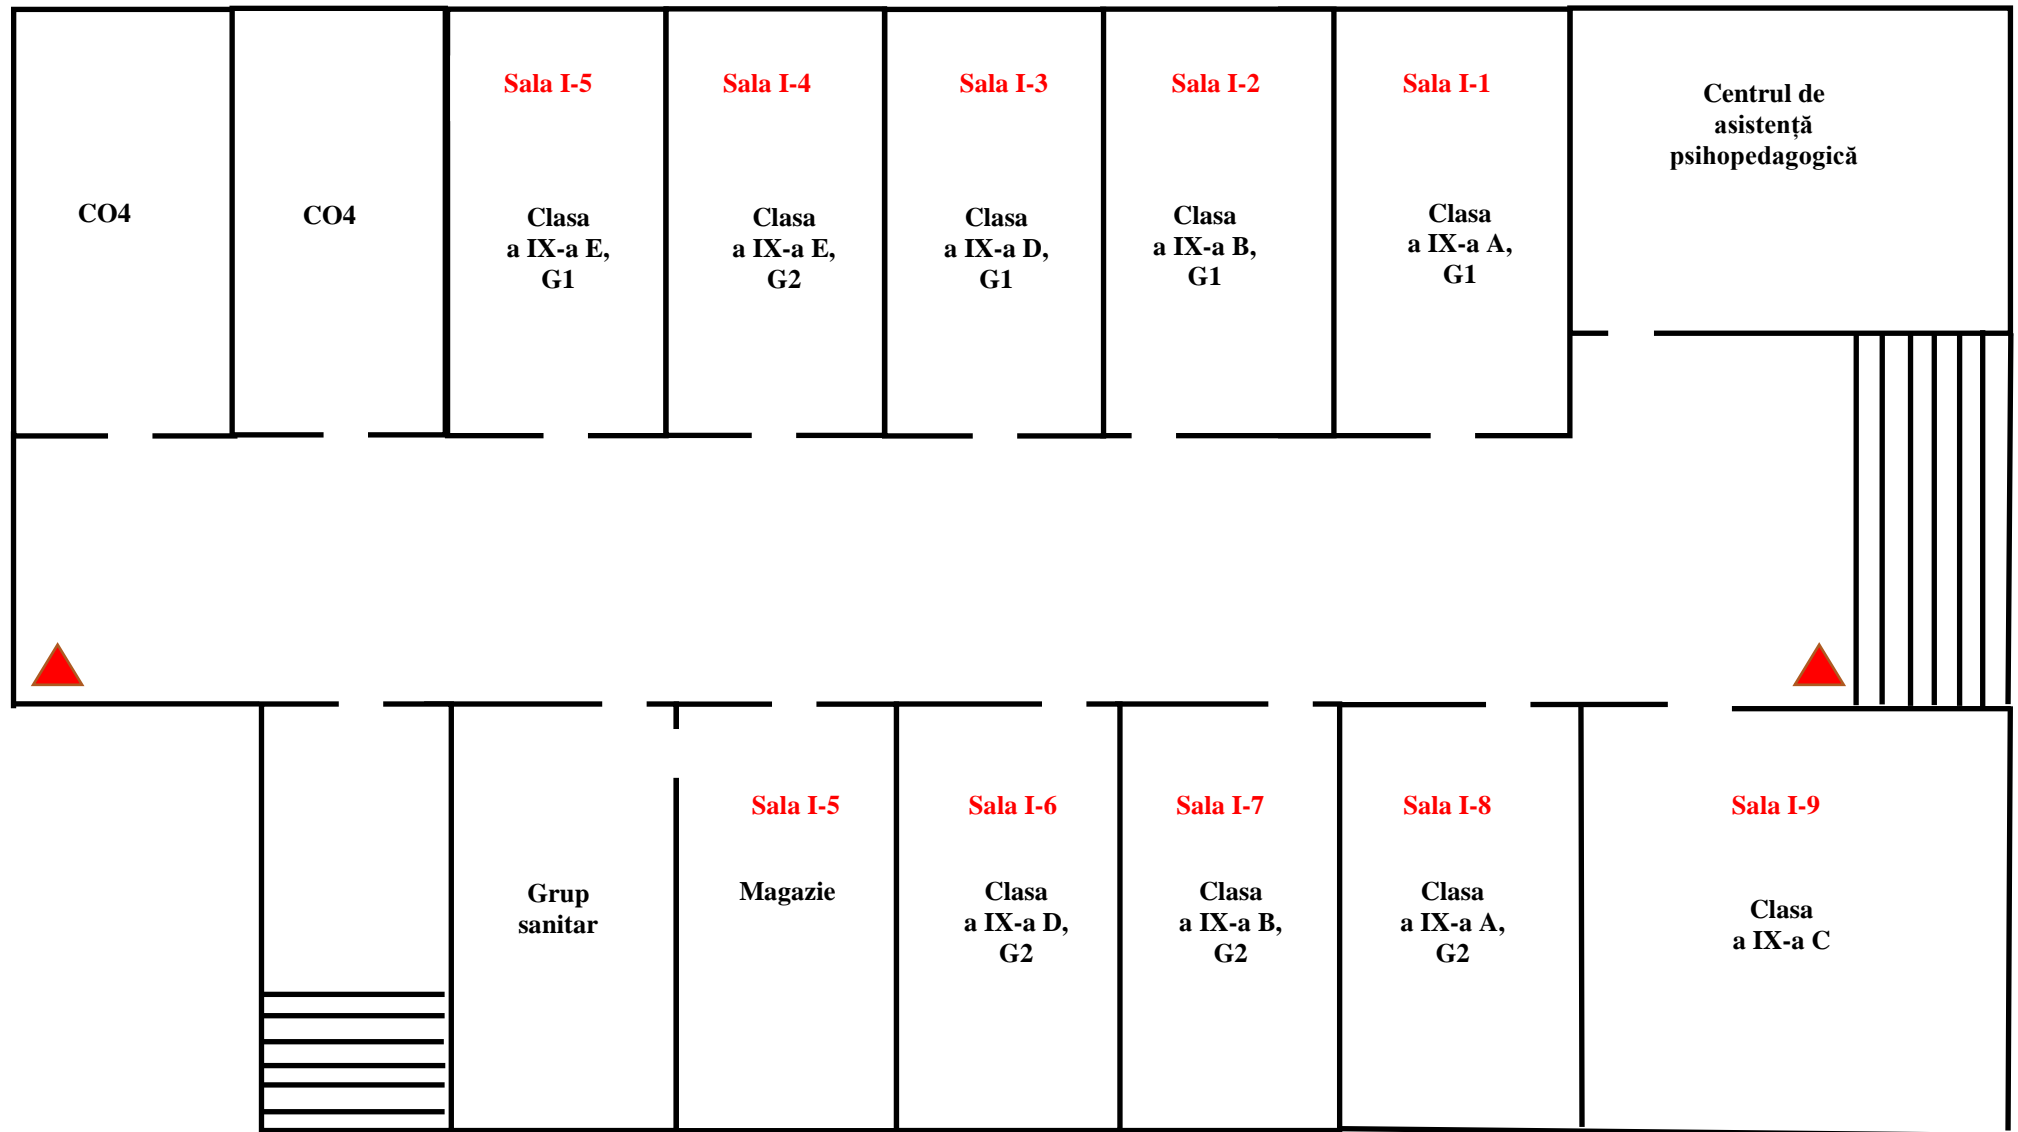 Sala I-5
Sala I-4
Sala I-3
Sala I-2
Sala I-1
Centrul de
asistență
psihopedagogică
CO4
CO4
Clasa
a IX-a E,
G1
Clasa
a IX-a E,
G2
Clasa
a IX-a D,
G1
Clasa
a IX-a B,
G1
Clasa
a IX-a A,
G1
Sala I-5
Sala I-6
Sala I-7
Sala I-8
Sala I-9
Grup
sanitar
Magazie
Clasa
a IX-a D,
G2
Clasa
a IX-a B,
G2
Clasa
a IX-a A,
G2
Clasa
a IX-a C